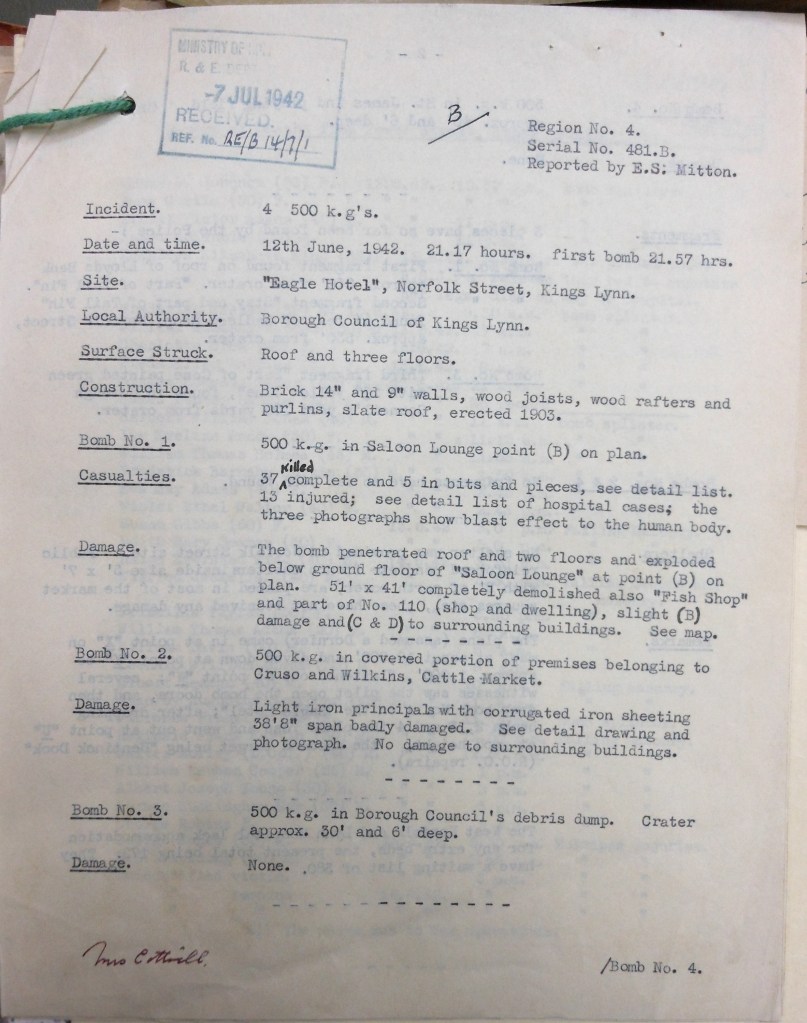 MINISTRY OF
R. & E. DEPT
-7 JUL 1942
RECEIVED.
REF. No. RE/B 14/7/1
B
Region No. 4.
Serial No. 481.B.
Reported by E.S. Mitton.
Incident. 4 500 k.g's.
Date and time. 12th June, 1942. 21.17 hours. first bomb 21.57 hrs.
Site. "Eagle Hotel", Norfolk Street, Kings Lynn.
Local Authority. Borough Council of Kings Lynn.
Surface Struck. Roof and three floors.
Construction. Brick 14" and 9" walls, wood joists, wood rafters and
purlins, slate roof, erected 1903.
Bomb No. 1. 500 k.g. in Saloon Lounge point (B) on plan.
Casualties. 37 killed complete and 5 in bits and pieces, see detail list.
13 injured; see detail list of hospital cases; the
three photographs show blast effect to the human body.
Damage. The bomb penetrated roof and two floors and exploded
below ground floor of "Saloon Lounge" at point (B) on
plan. 51' x 41' completely demolished also "Fish Shop"
and part of No. 110 (shop and dwelling), slight (B)
damage and (C & D) to surrounding buildings. See map.
Bomb No. 2. 500 k.g. in covered portion of premises belonging to
Cruso and Wilkins, Cattle Market.
Damage. Light iron principals with corrugated iron sheeting
38'8" span badly damaged. See detail drawing and
photograph. No damage to surrounding buildings.
Bomb No. 3. 500 k.g. in Borough Council's debris dump. Crater
approx. 30' and 6' deep.
Damage. None.
/Bomb No. 4.